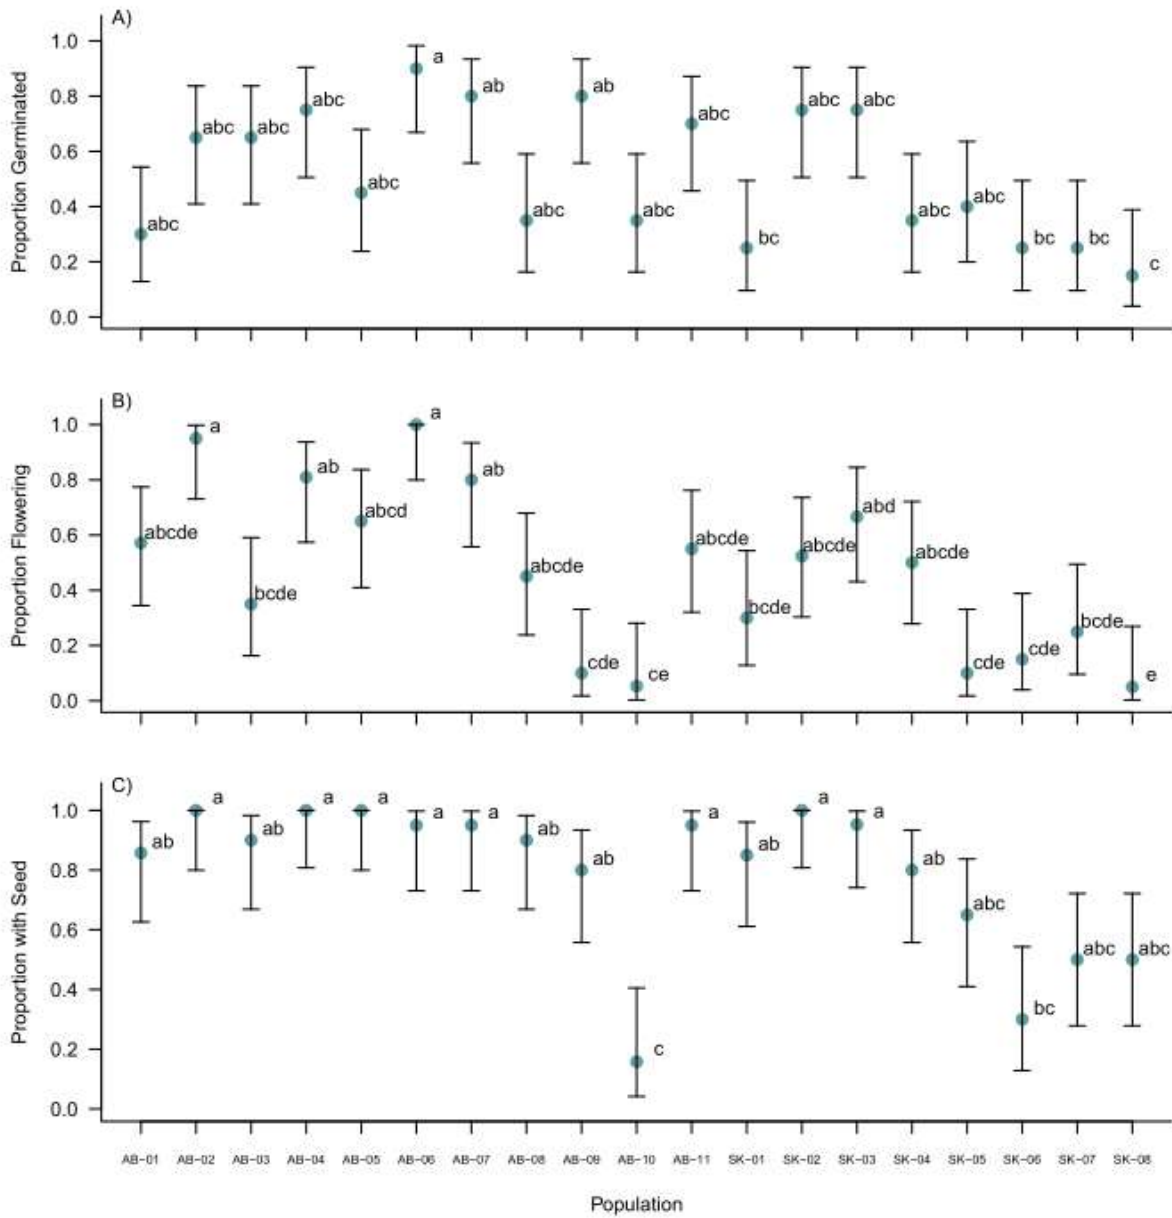 A)
Proportion Germinated
1.0
0.8
0.6
0.4
0.2
0.0
abc
abc
abc
abc
abc
a
ab
abc
ab
abc
abc
bc
abc
abc
abc
abc
bc
bc
c
B)
Proportion Flowering
1.0
0.8
0.6
0.4
0.2
0.0
abcde
a
bcde
ab
abcd
a
ab
abcde
cde
ce
abcde
bcde
abcde
abd
abcde
cde
cde
bcde
e
C)
Proportion with Seed
1.0
0.8
0.6
0.4
0.2
0.0
ab
a
ab
a
a
a
a
ab
ab
c
a
ab
a
a
ab
abc
bc
abc
abc
AB−01 AB−02 AB−03 AB−04 AB−05 AB−06 AB−07 AB−08 AB−09 AB−10 AB−11 SK−01 SK−02 SK−03 SK−04 SK−05 SK−06 SK−07 SK−08
Population